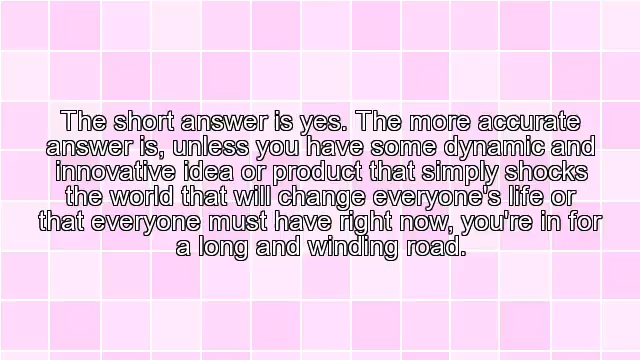 The short answer is yes. The more accurate
answer is, unless you have some dynamic and
innovative idea or product that simply shocks
the world that will change everyone's life or
that everyone must have right now, you're in for
a long and winding road.